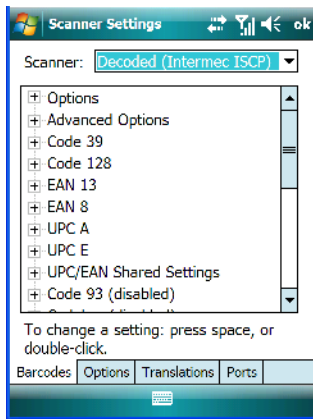 Scanner Settings ok
Scanner: Decoded (Intermec ISCP)
Options
Advanced Options
Code 39
Code 128
EAN 13
EAN 8
UPC A
UPC E
UPC/EAN Shared Settings
Code 93 (disabled)
To change a setting: press space, or
double-click.
Barcodes Options Translations Ports